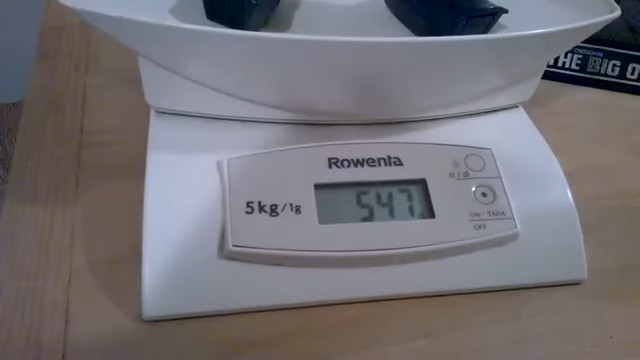 THE BIG O
Rowenta
5kg/1g
547
ON - TARA
OFF